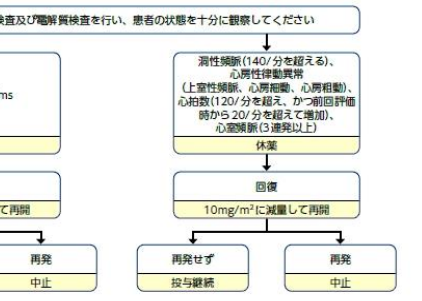 検査及び電解質検査を行い、患者の状態を十分に観察してください
ms
洞性頻脈(140/分を超える)、
心房性律動異常
(上室性頻脈、心房細動、心房粗動)、
心拍数(120/分を超え、かつ前回評価
時から20/分を超えて増加)、
心室頻脈(3連発以上)
休薬
て再開
回復
10mg/m²に減量して再開
再発
中止
再発せず
投与継続
再発
中止